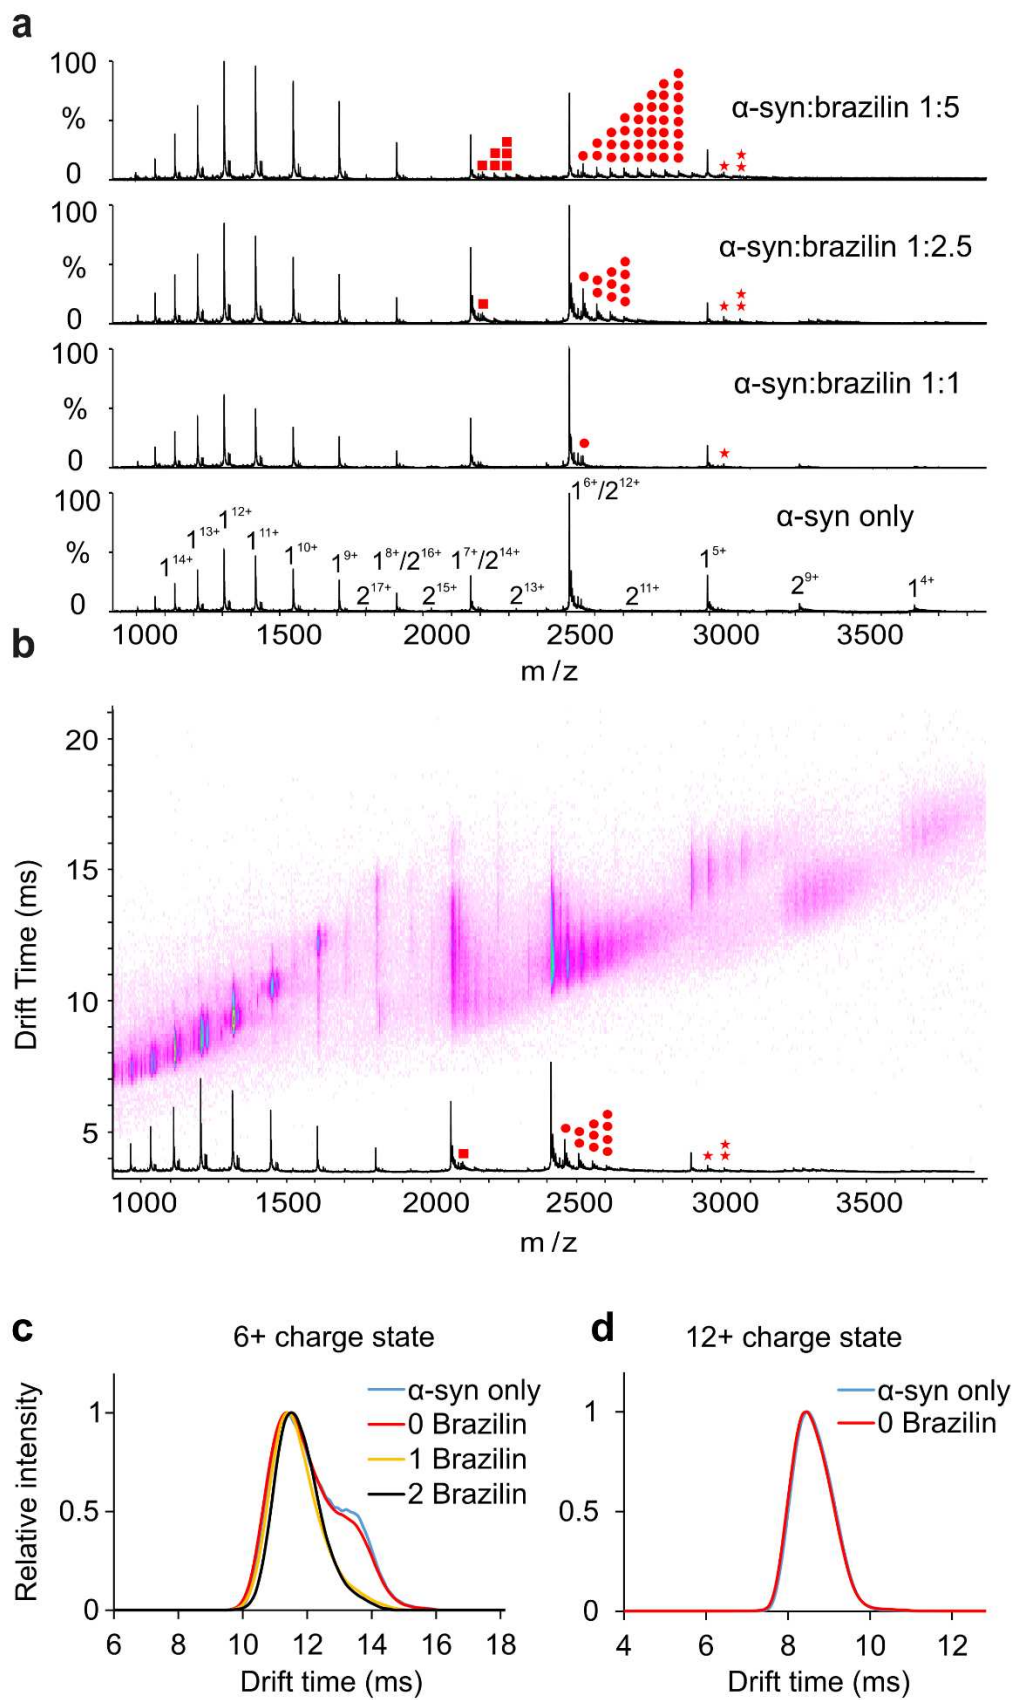 a
100
%
0
α-syn:brazilin 1:5
100
%
0
α-syn:brazilin 1:2.5
100
%
0
α-syn:brazilin 1:1
100
%
0
α-syn only
1¹⁴⁺
1¹³⁺
1¹²⁺
1¹¹⁺
1¹⁰⁺
1⁹⁺
2¹⁷⁺
1⁸⁺/2¹⁶⁺
2¹⁵⁺
1⁷⁺/2¹⁴⁺
2¹³⁺
1⁶⁺/2¹²⁺
2¹¹⁺
1⁵⁺
2⁹⁺
1⁴⁺
1000 1500 2000 2500 3000 3500
m/z
b
20
15
10
5
Drift Time (ms)
1000 1500 2000 2500 3000 3500
m/z
c
6+ charge state
α-syn only
0 Brazilin
1 Brazilin
2 Brazilin
Relative intensity
1
0.5
0
6 8 10 12 14 16 18
Drift time (ms)
d
12+ charge state
α-syn only
0 Brazilin
1
0.5
0
4 6 8 10 12
Drift time (ms)